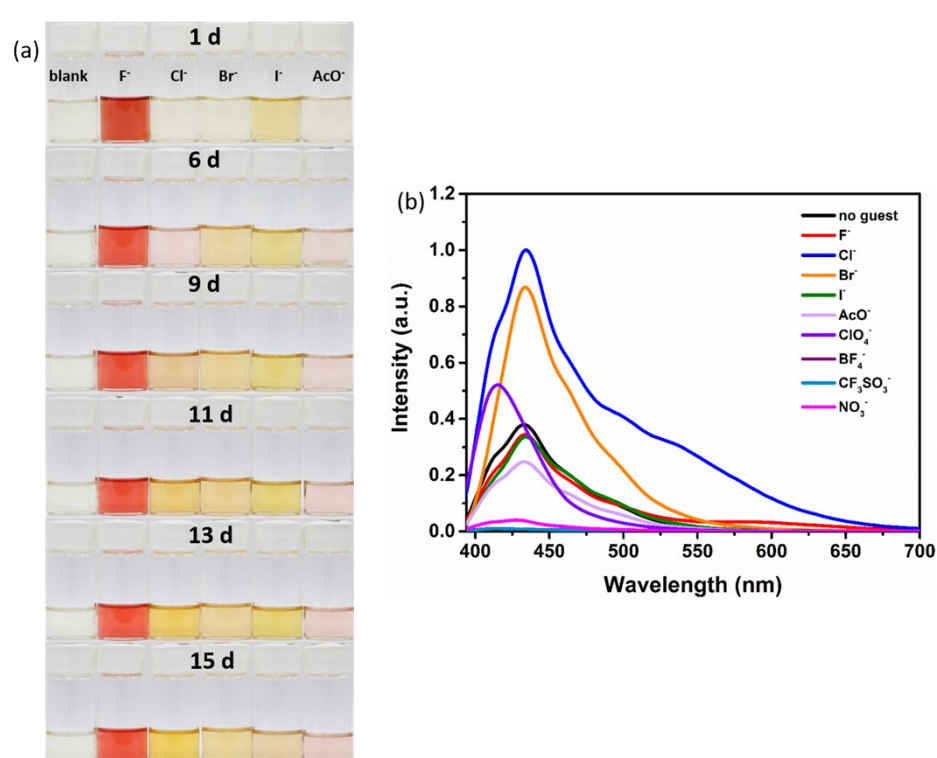 (a)
1 d
blank F⁻ Cl⁻ Br⁻ I⁻ AcO⁻
6 d
9 d
11 d
13 d
15 d
(b)
1.2
1.0
0.8
0.6
0.4
0.2
0.0
Intensity (a.u.)
400 450 500 550 600 650 700
Wavelength (nm)
no guest
F⁻
Cl⁻
Br⁻
I⁻
AcO⁻
ClO₄⁻
BF₄⁻
CF₃SO₃⁻
NO₃⁻